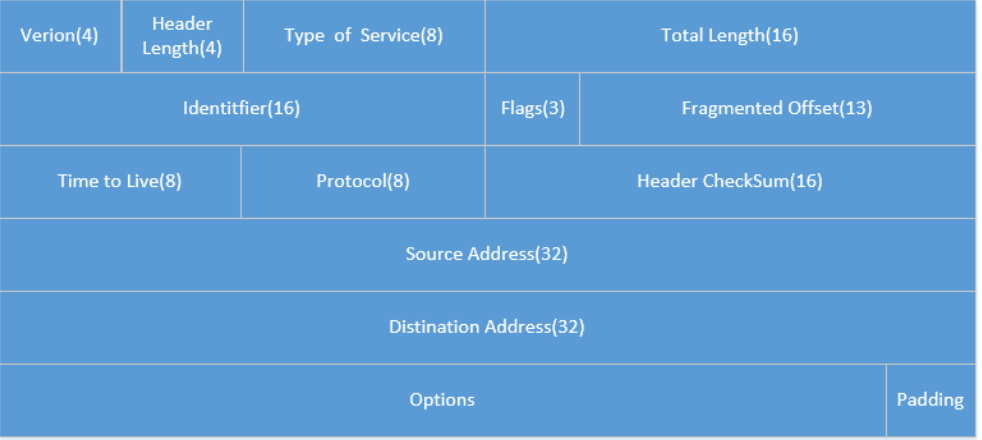 Verion(4)
Header
Length(4)
Type of Service(8)
Total Length(16)
Identitfier(16)
Flags(3)
Fragmented Offset(13)
Time to Live(8)
Protocol(8)
Header CheckSum(16)
Source Address(32)
Distination Address(32)
Options
Padding